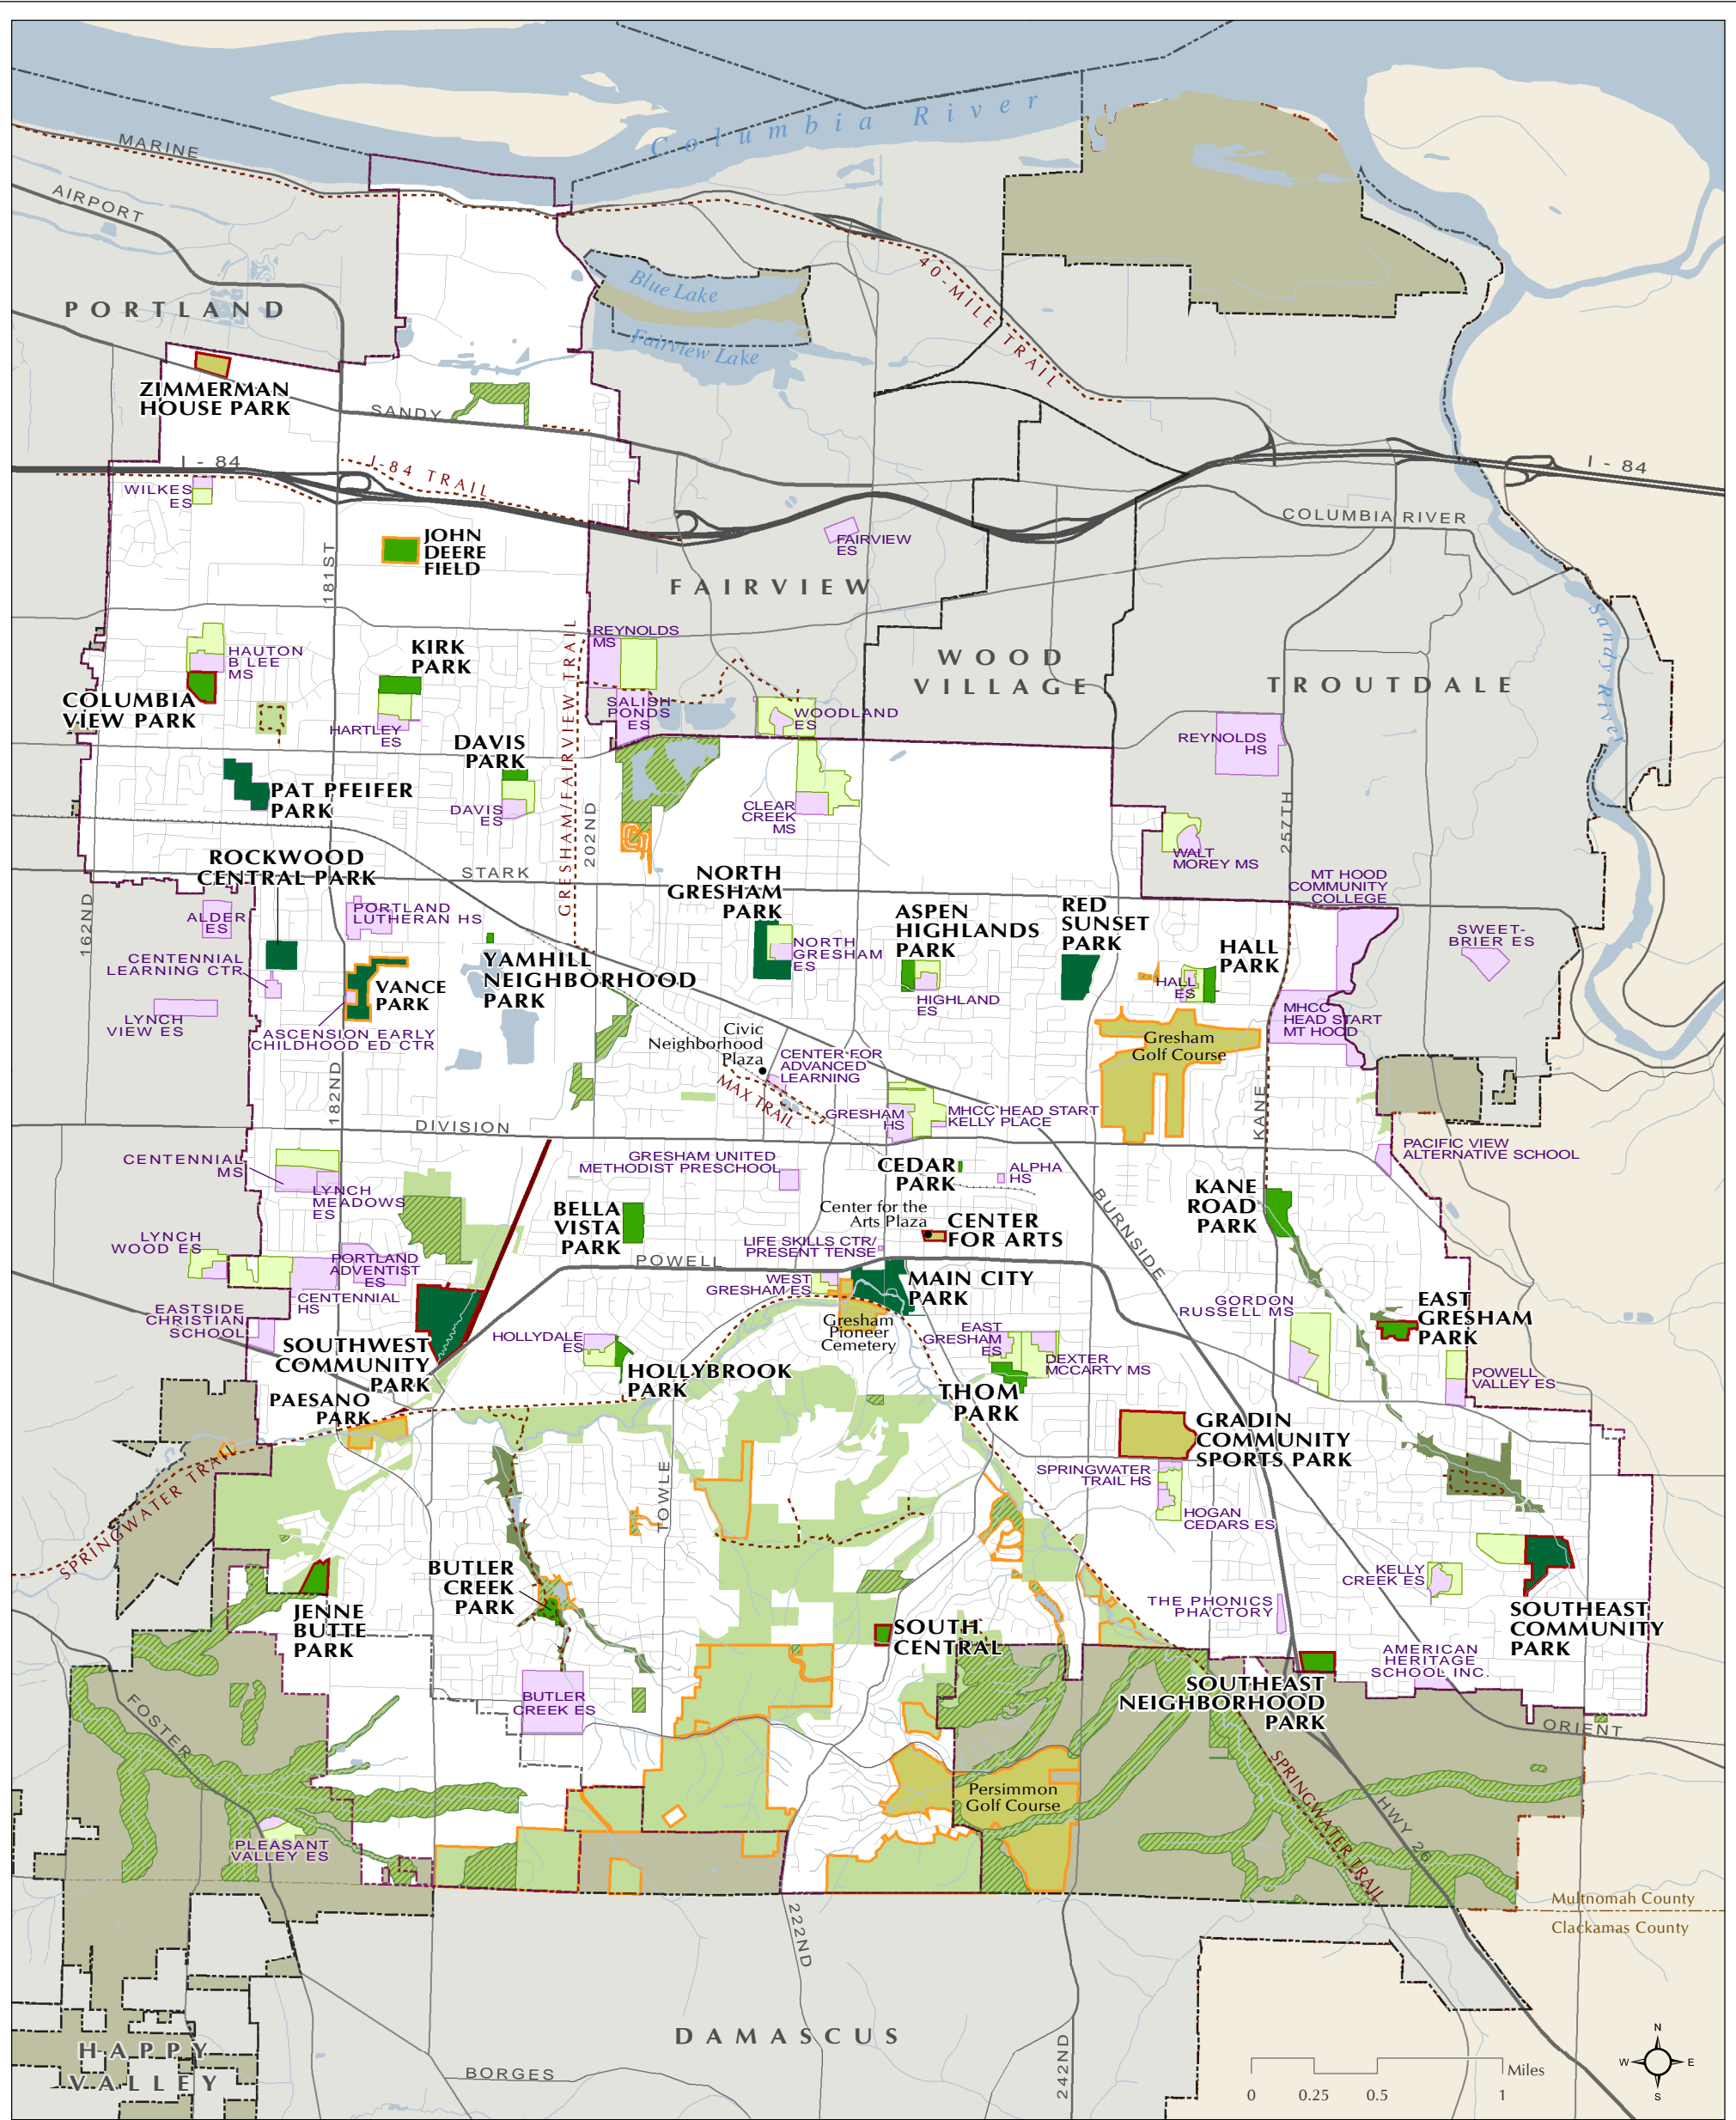 Columbia River
MARINE
AIRPORT
PORTLAND
Blue Lake
Fairview Lake
40-MILE TRAIL
ZIMMERMAN
HOUSE PARK
SANDY
I - 84
I-84 TRAIL
I - 84
WILKES
ES
JOHN
DEERE
FIELD
181ST
FAIRVIEW
ES
COLUMBIA RIVER
FAIRVIEW
Sandy River
REYNOLDS
MS
HAUTON
B LEE
MS
KIRK
PARK
WOOD
VILLAGE
TROUTDALE
COLUMBIA
VIEW PARK
SALISH
PONDS
ES
WOODLAND
ES
HARTLEY
ES
DAVIS
PARK
REYNOLDS
HS
GRESHAM/FAIRVIEW TRAIL
PAT PFEIFER
PARK
DAVIS
ES
202ND
CLEAR
CREEK
MS
257TH
WALT
MOREY MS
ROCKWOOD
CENTRAL PARK
STARK
NORTH
GRESHAM
PARK
MT HOOD
COMMUNITY
COLLEGE
162ND
ALDER
ES
PORTLAND
LUTHERAN HS
ASPEN
HIGHLANDS
PARK
RED
SUNSET
PARK
SWEET-
BRIER ES
CENTENNIAL
LEARNING CTR
YAMHILL
NEIGHBORHOOD
PARK
NORTH
GRESHAM
ES
HALL
PARK
VANCE
PARK
HALL
ES
LYNCH
VIEW ES
ASCENSION EARLY
CHILDHOOD ED CTR
HIGHLAND
ES
MHCC
HEAD START
MT HOOD
Civic
Neighborhood
Plaza
Gresham
Golf Course
CENTER FOR
ADVANCED
LEARNING
182ND
MAX TRAIL
KANE
GRESHAM
HS
MHCC HEAD START
KELLY PLACE
DIVISION
PACIFIC VIEW
ALTERNATIVE SCHOOL
CENTENNIAL
MS
GRESHAM UNITED
METHODIST PRESCHOOL
CEDAR
PARK
ALPHA
HS
LYNCH
MEADOWS
ES
BELLA
VISTA
PARK
Center for the
Arts Plaza
CENTER
FOR ARTS
BURNSIDE
KANE
ROAD
PARK
LYNCH
WOOD ES
PORTLAND
ADVENTIST
ES
POWELL
LIFE SKILLS CTR/
PRESENT TENSE
WEST
GRESHAM ES
MAIN CITY
PARK
CENTENNIAL
HS
EASTSIDE
CHRISTIAN
SCHOOL
Gresham
Pioneer
Cemetery
GORDON
RUSSELL MS
EAST
GRESHAM
PARK
SOUTHWEST
COMMUNITY
PARK
HOLLYDALE
ES
EAST
GRESHAM
ES
DEXTER
MCCARTY MS
HOLLYBROOK
PARK
POWELL
VALLEY ES
PAESANO
PARK
THOM
PARK
GRADIN
COMMUNITY
SPORTS PARK
SPRINGWATER TRAIL
TOWLE
SPRINGWATER
TRAIL HS
HOGAN
CEDARS ES
BUTLER
CREEK
PARK
KELLY
CREEK ES
JENNE
BUTTE
PARK
THE PHONICS
PHACTORY
SOUTHEAST
COMMUNITY
PARK
SOUTH
CENTRAL
AMERICAN
HERITAGE
SCHOOL INC.
SOUTHEAST
NEIGHBORHOOD
PARK
BUTLER
CREEK ES
FOSTER
ORIENT
SPRINGWATER TRAIL
Persimmon
Golf Course
HWY 26
PLEASANT
VALLEY ES
Multnomah County
Clackamas County
222ND
DAMASCUS
242ND
HAPPY
VALLEY
BORGES
N
W E
S
Miles
0 0.25 0.5 1